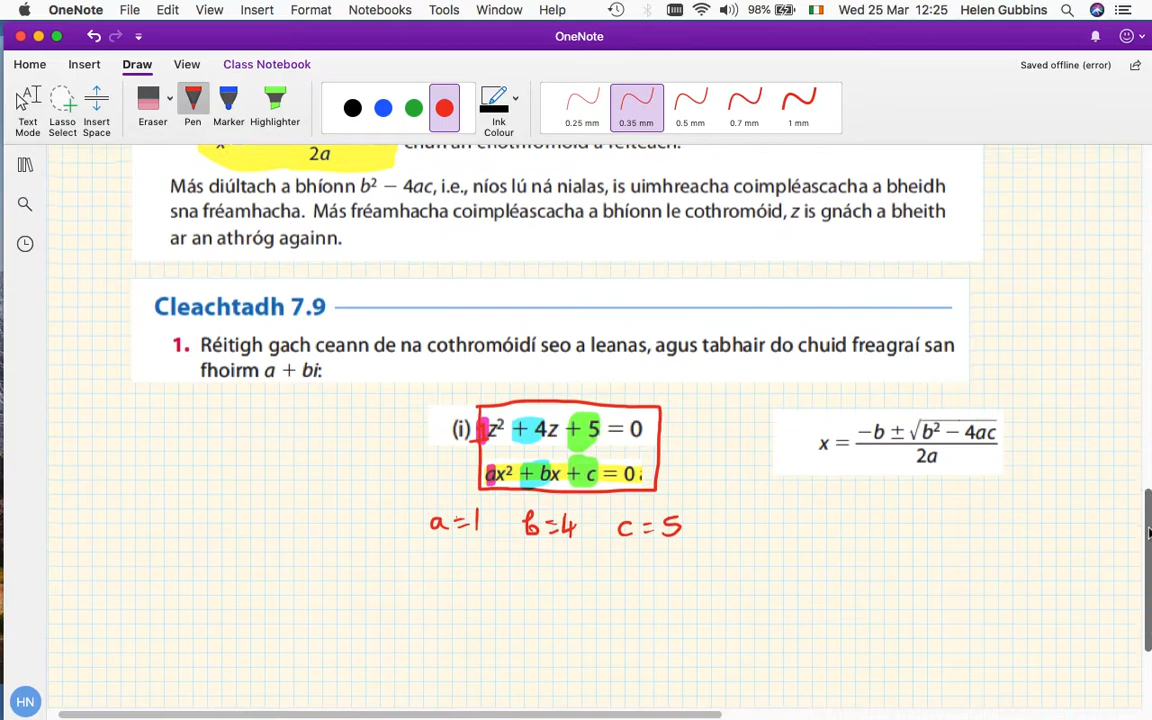 OneNote File Edit View Insert Format Notebooks Tools Window Help 98% Wed 25 Mar 12:25 Helen Gubbins
OneNote
Home Insert Draw View Class Notebook Saved offline (error)
Text Mode Lasso Select Insert Space Eraser Pen Marker Highlighter Ink Colour 0.25 mm 0.35 mm 0.5 mm 0.7 mm 1 mm
2a
Más diúltach a bhíonn b² − 4ac, i.e., níos lú ná nialas, is uimhreacha coimpléascacha a bheidh
sna fréamhacha. Más fréamhacha coimpléascacha a bhíonn le cothromóid, z is gnách a bheith
ar an athróg againn.
Cleachtadh 7.9
1. Réitigh gach ceann de na cothromóidí seo a leanas, agus tabhair do chuid freagraí san
fhoirm a + bi:
(i) 1z² + 4z + 5 = 0
ax² + bx + c = 0
x = −b ± √b² − 4ac / 2a
a = 1 b = 4 c = 5
HN